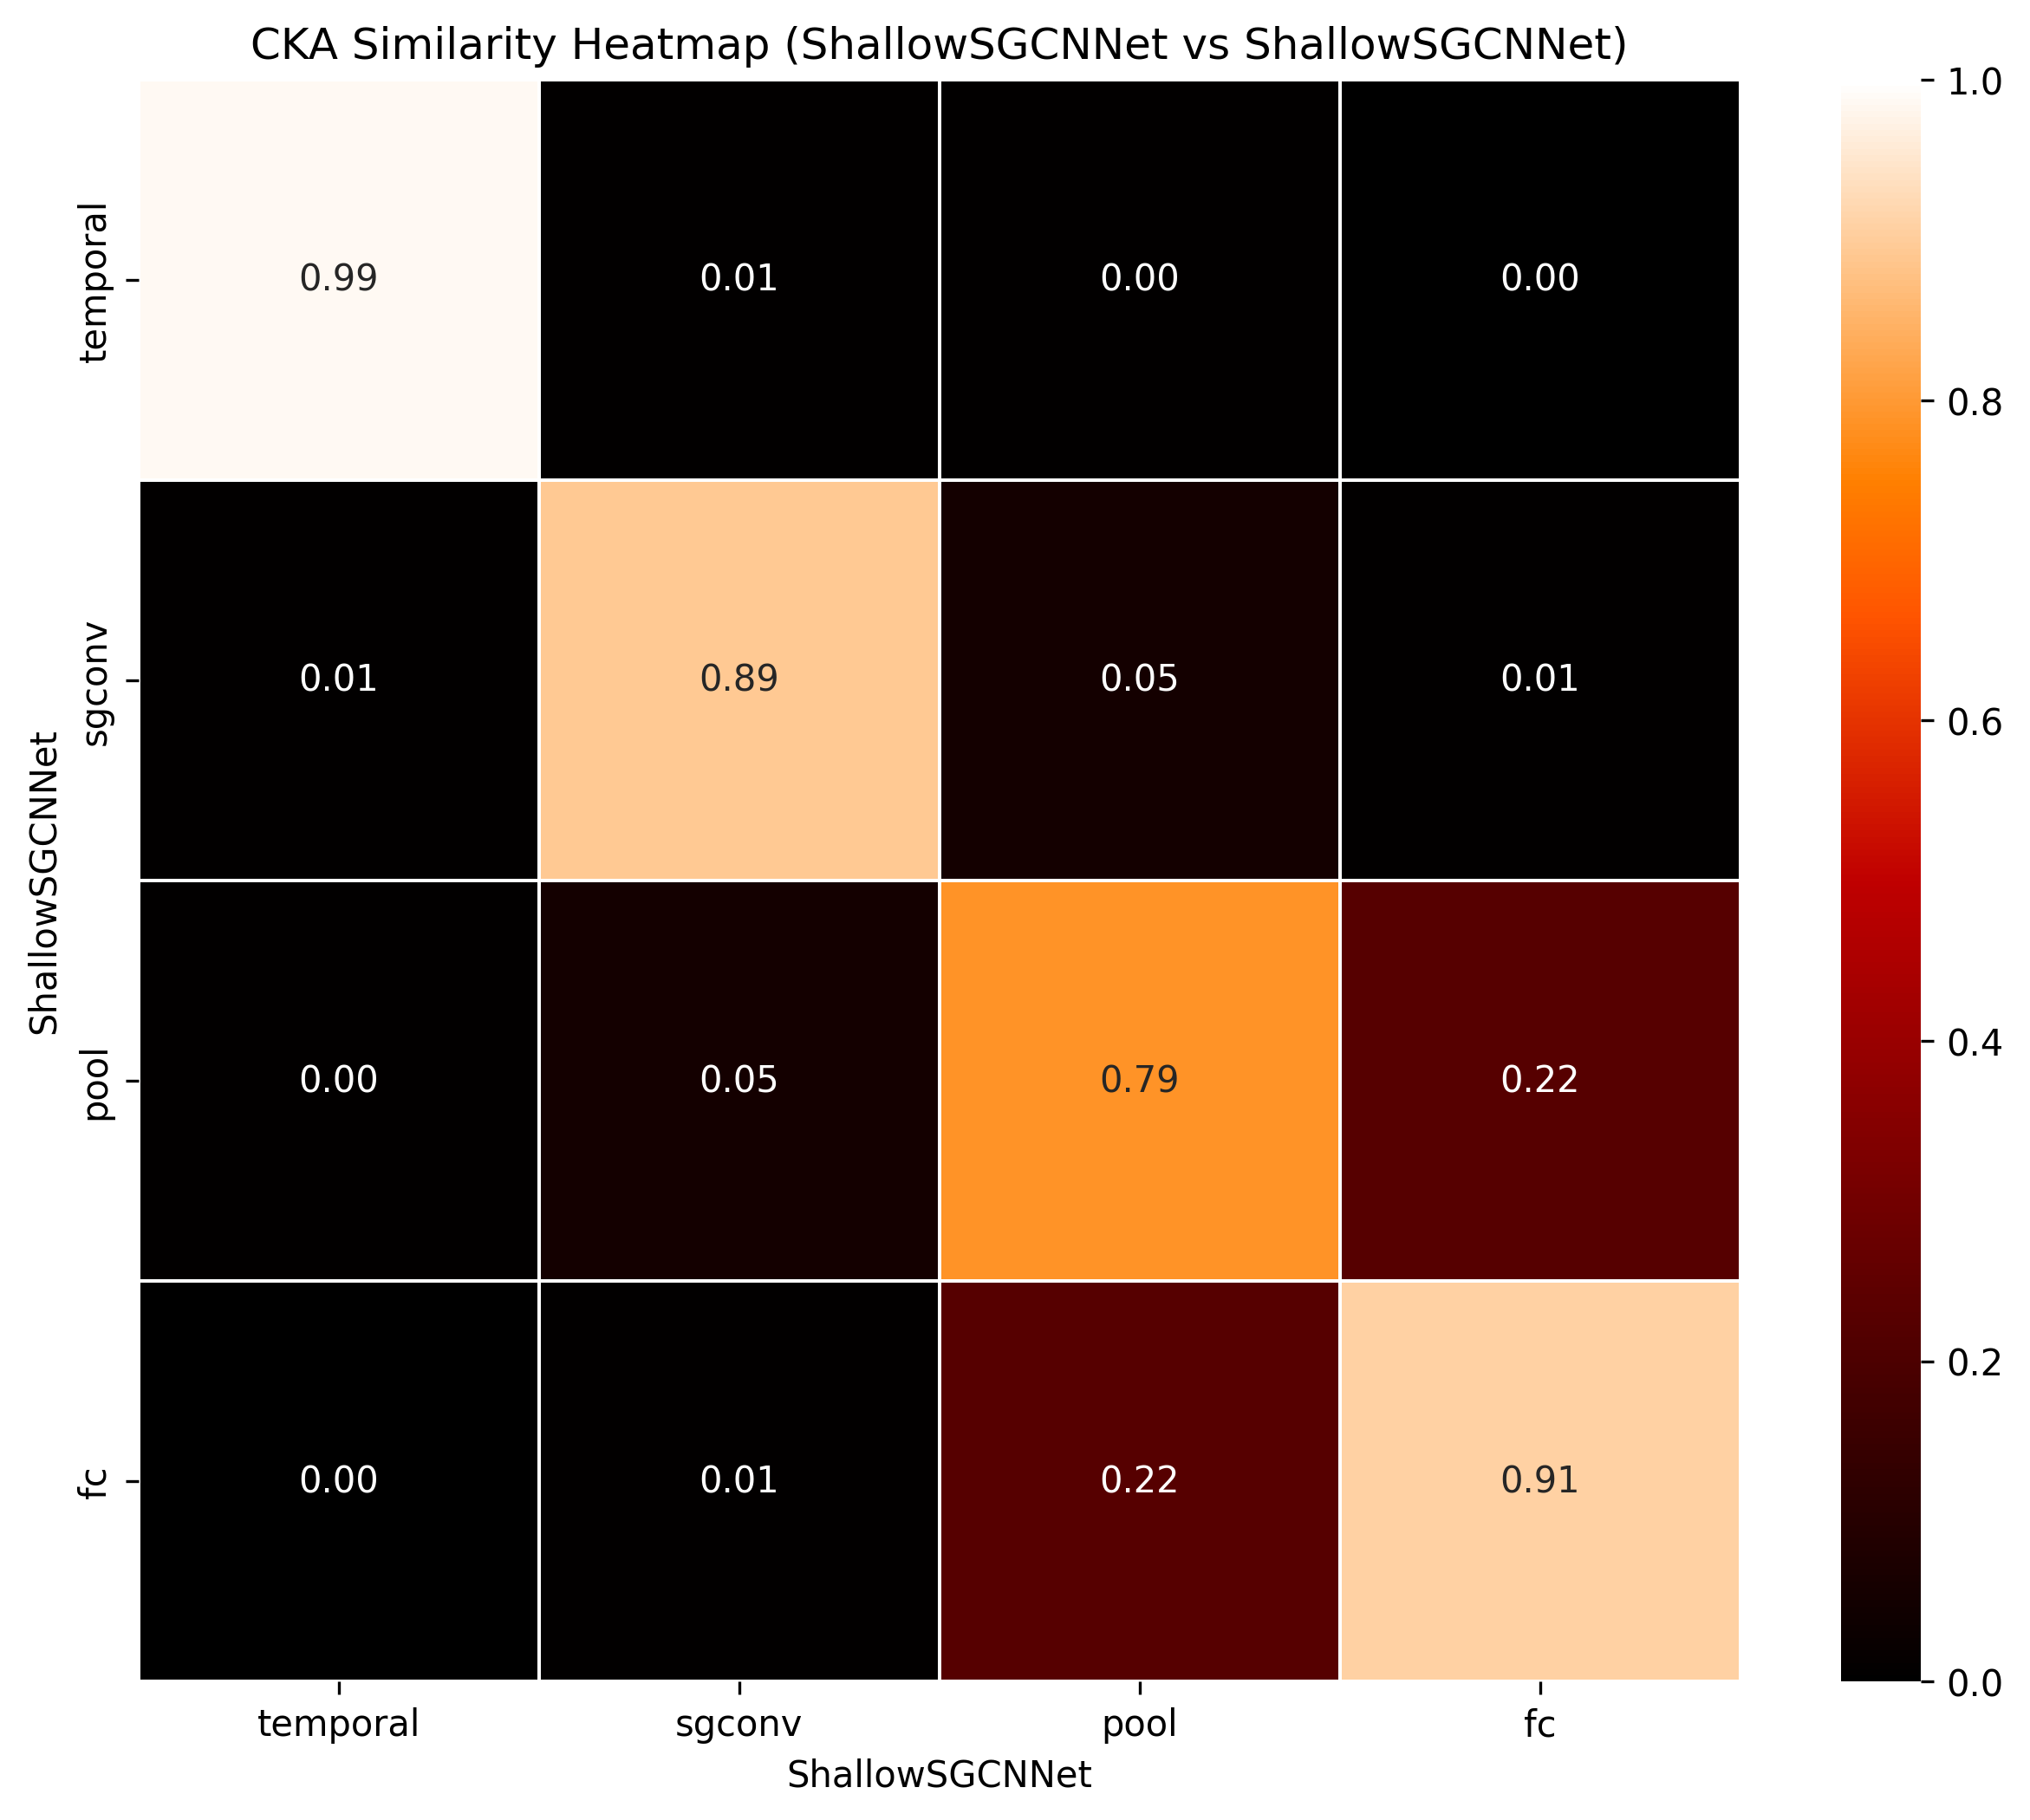 CKA Similarity Heatmap (ShallowSGCNNet vs ShallowSGCNNet)
ShallowSGCNNet
temporal
0.99 0.01 0.00 0.00
sgconv
0.01 0.89 0.05 0.01
pool
0.00 0.05 0.79 0.22
fc
0.00 0.01 0.22 0.91
temporal sgconv pool fc
ShallowSGCNNet
1.0
0.8
0.6
0.4
0.2
0.0